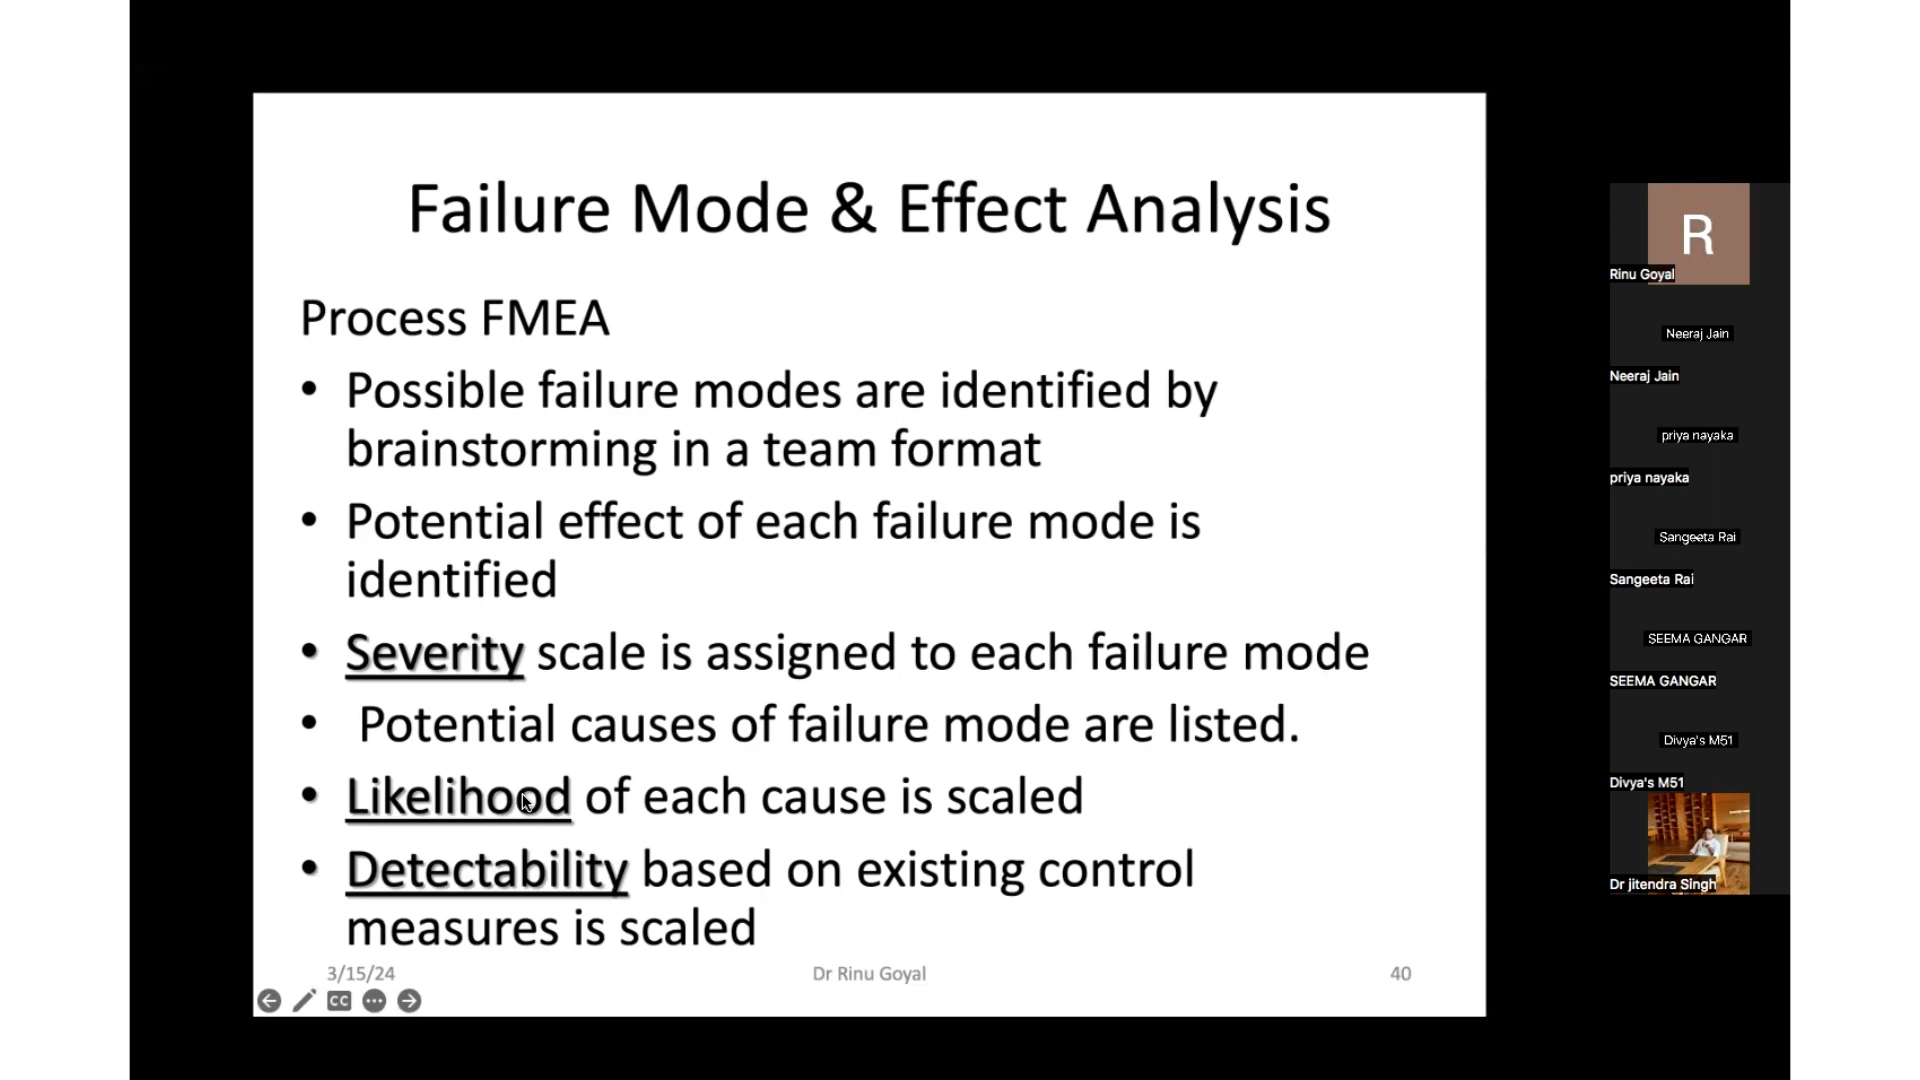 Failure Mode & Effect Analysis
Process FMEA
• Possible failure modes are identified by
brainstorming in a team format
• Potential effect of each failure mode is
identified
• Severity scale is assigned to each failure mode
• Potential causes of failure mode are listed.
• Likelihood of each cause is scaled
• Detectability based on existing control
measures is scaled
3/15/24
Dr Rinu Goyal
40
CC
R
Rinu Goyal
Neeraj Jain
Neeraj Jain
priya nayaka
priya nayaka
Sangeeta Rai
Sangeeta Rai
SEEMA GANGAR
SEEMA GANGAR
Divya's M51
Divya's M51
Dr jitendra Singh